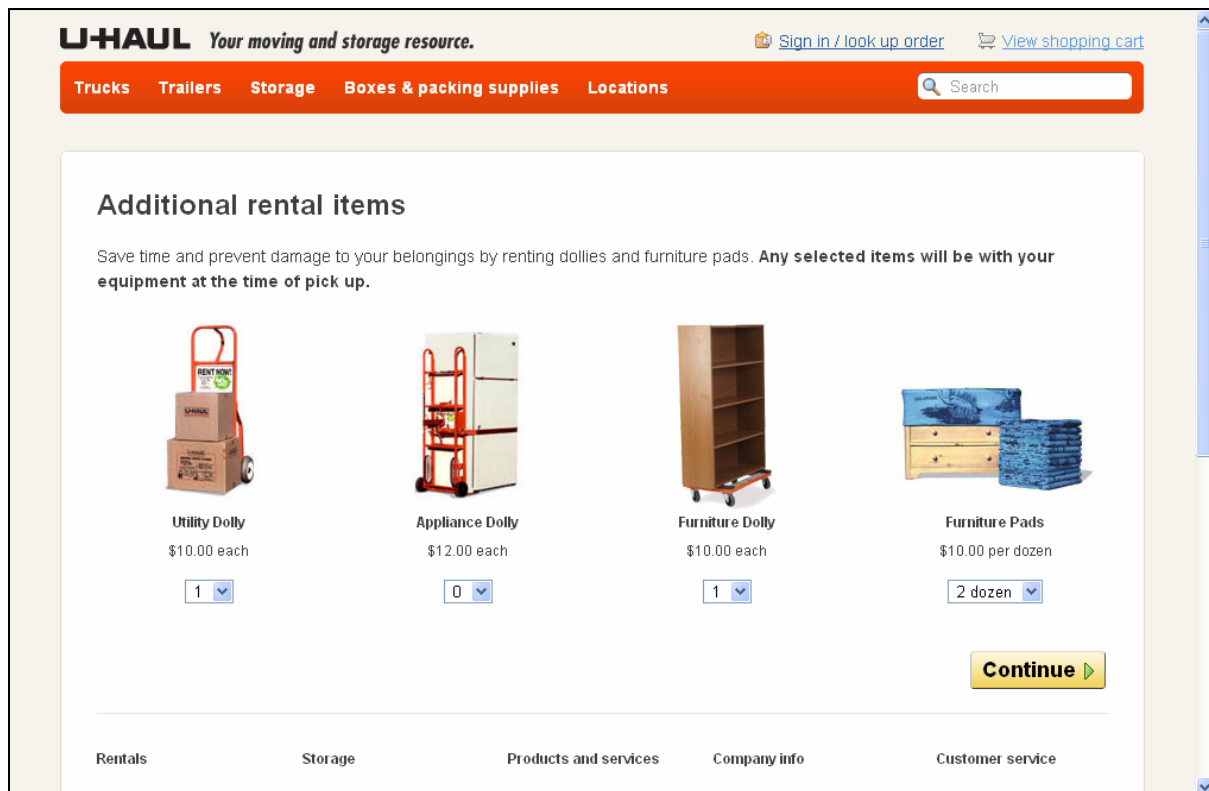 U-HAUL Your moving and storage resource.
Sign in / look up order
View shopping cart
Trucks Trailers Storage Boxes & packing supplies Locations
Search
Additional rental items
Save time and prevent damage to your belongings by renting dollies and furniture pads. Any selected items will be with your
equipment at the time of pick up.
RENT NOW!
U-HAUL
Utility Dolly
$10.00 each
1
Appliance Dolly
$12.00 each
0
Furniture Dolly
$10.00 each
1
Furniture Pads
$10.00 per dozen
2 dozen
Continue
Rentals Storage Products and services Company info Customer service